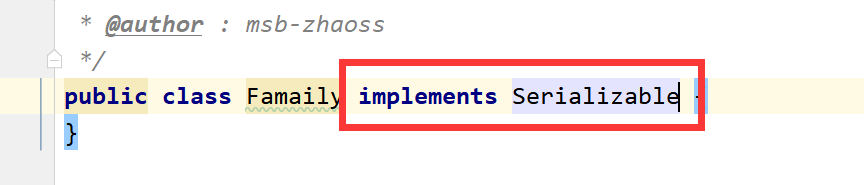 * @author : msb-zhaoss
*/
public class Famaily implements Serializable {
}